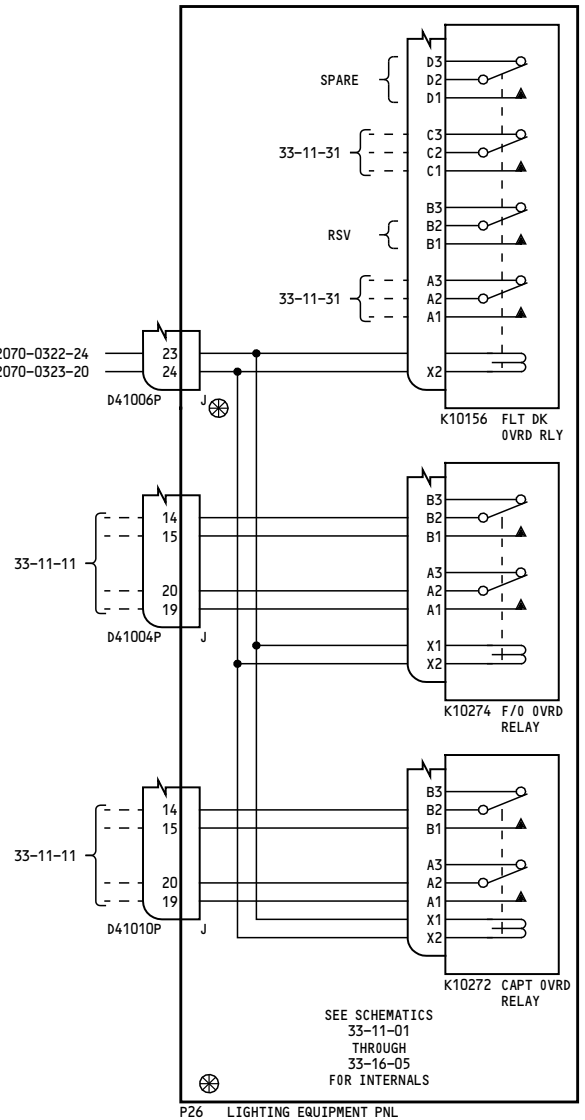 SPARE
D3
D2
D1
33-11-31
C3
C2
C1
RSV
B3
B2
B1
33-11-31
A3
A2
A1
2070-0322-24
23
2070-0323-20
24
X2
D41006P
J
K10156 FLT DK
OVRD RLY
33-11-11
14
15
20
19
D41004P
J
B3
B2
B1
A3
A2
A1
X1
X2
K10274 F/O OVRD
RELAY
33-11-11
14
15
20
19
D41010P
J
B3
B2
B1
A3
A2
A1
X1
X2
K10272 CAPT OVRD
RELAY
SEE SCHEMATICS
33-11-01
THROUGH
33-16-05
FOR INTERNALS
P26 LIGHTING EQUIPMENT PNL